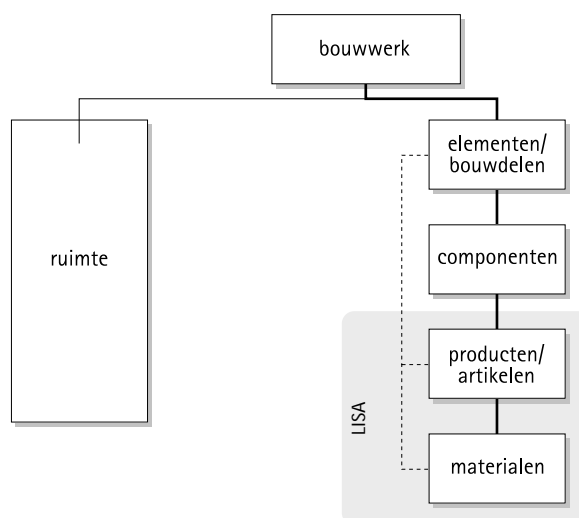 bouwwerk
elementen/
bouwdelen
ruimte
componenten
producten/
artikelen
LISA
materialen